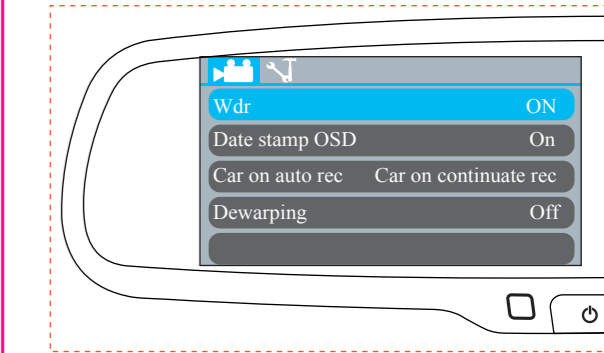 Wdr ON
Date stamp OSD On
Car on auto rec Car on continuate rec
Dewarping Off